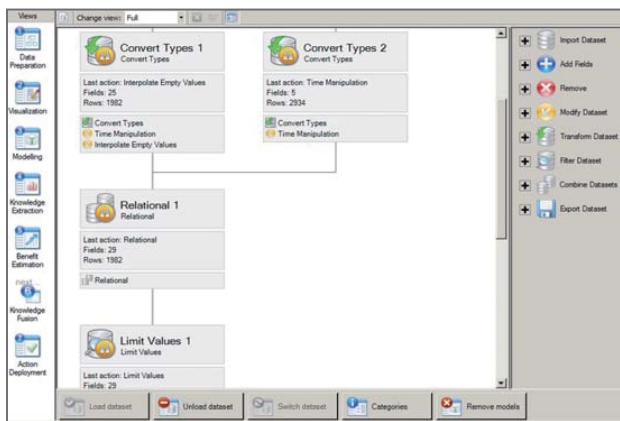 Views
Change view: Full
Data
Preparation
Visualization
Modelling
Knowledge
Extraction
Benefit
Estimation
next...
Knowledge
Fusion
Action
Deployment
Convert Types 1
Convert Types
Last action: Interpolate Empty Values
Fields: 25
Rows: 1982
Convert Types
Time Manipulation
Interpolate Empty Values
Convert Types 2
Convert Types
Last action: Time Manipulation
Fields: 5
Rows: 2934
Convert Types
Time Manipulation
Relational 1
Relational
Last action: Relational
Fields: 29
Rows: 1982
Relational
Limit Values 1
Limit Values
Last action: Limit Values
Fields: 29
Import Dataset
Add Fields
Remove
Modify Dataset
Transform Dataset
Filter Dataset
Combine Datasets
Export Dataset
Load dataset
Unload dataset
Switch dataset
Categories
Remove models